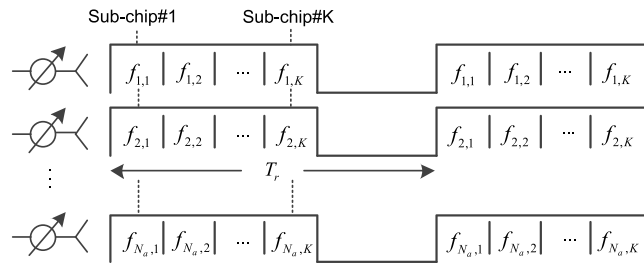 Sub-chip#1 Sub-chip#K
f1,1 f1,2 ... f1,K f1,1 f1,2 ... f1,K
f2,1 f2,2 ... f2,K f2,1 f2,2 ... f2,K
Tr
fNa,1 fNa,2 ... fNa,K fNa,1 fNa,2 ... fNa,K